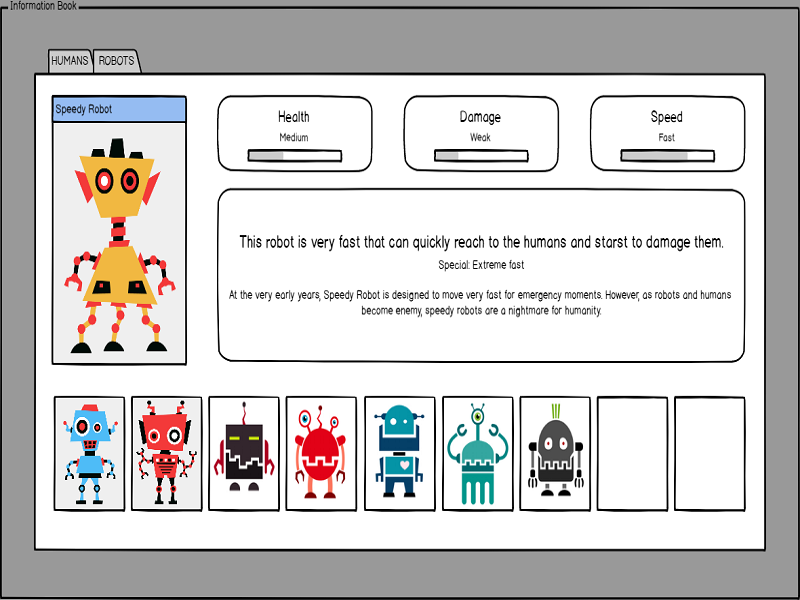 Information Book
HUMANS ROBOTS
Speedy Robot
Health
Medium
Damage
Weak
Speed
Fast
This robot is very fast that can quickly reach to the humans and starst to damage them.
Special: Extreme fast
At the very early years, Speedy Robot is designed to move very fast for emergency moments. However, as robots and humans
become enemy, speedy robots are a nightmare for humanity.